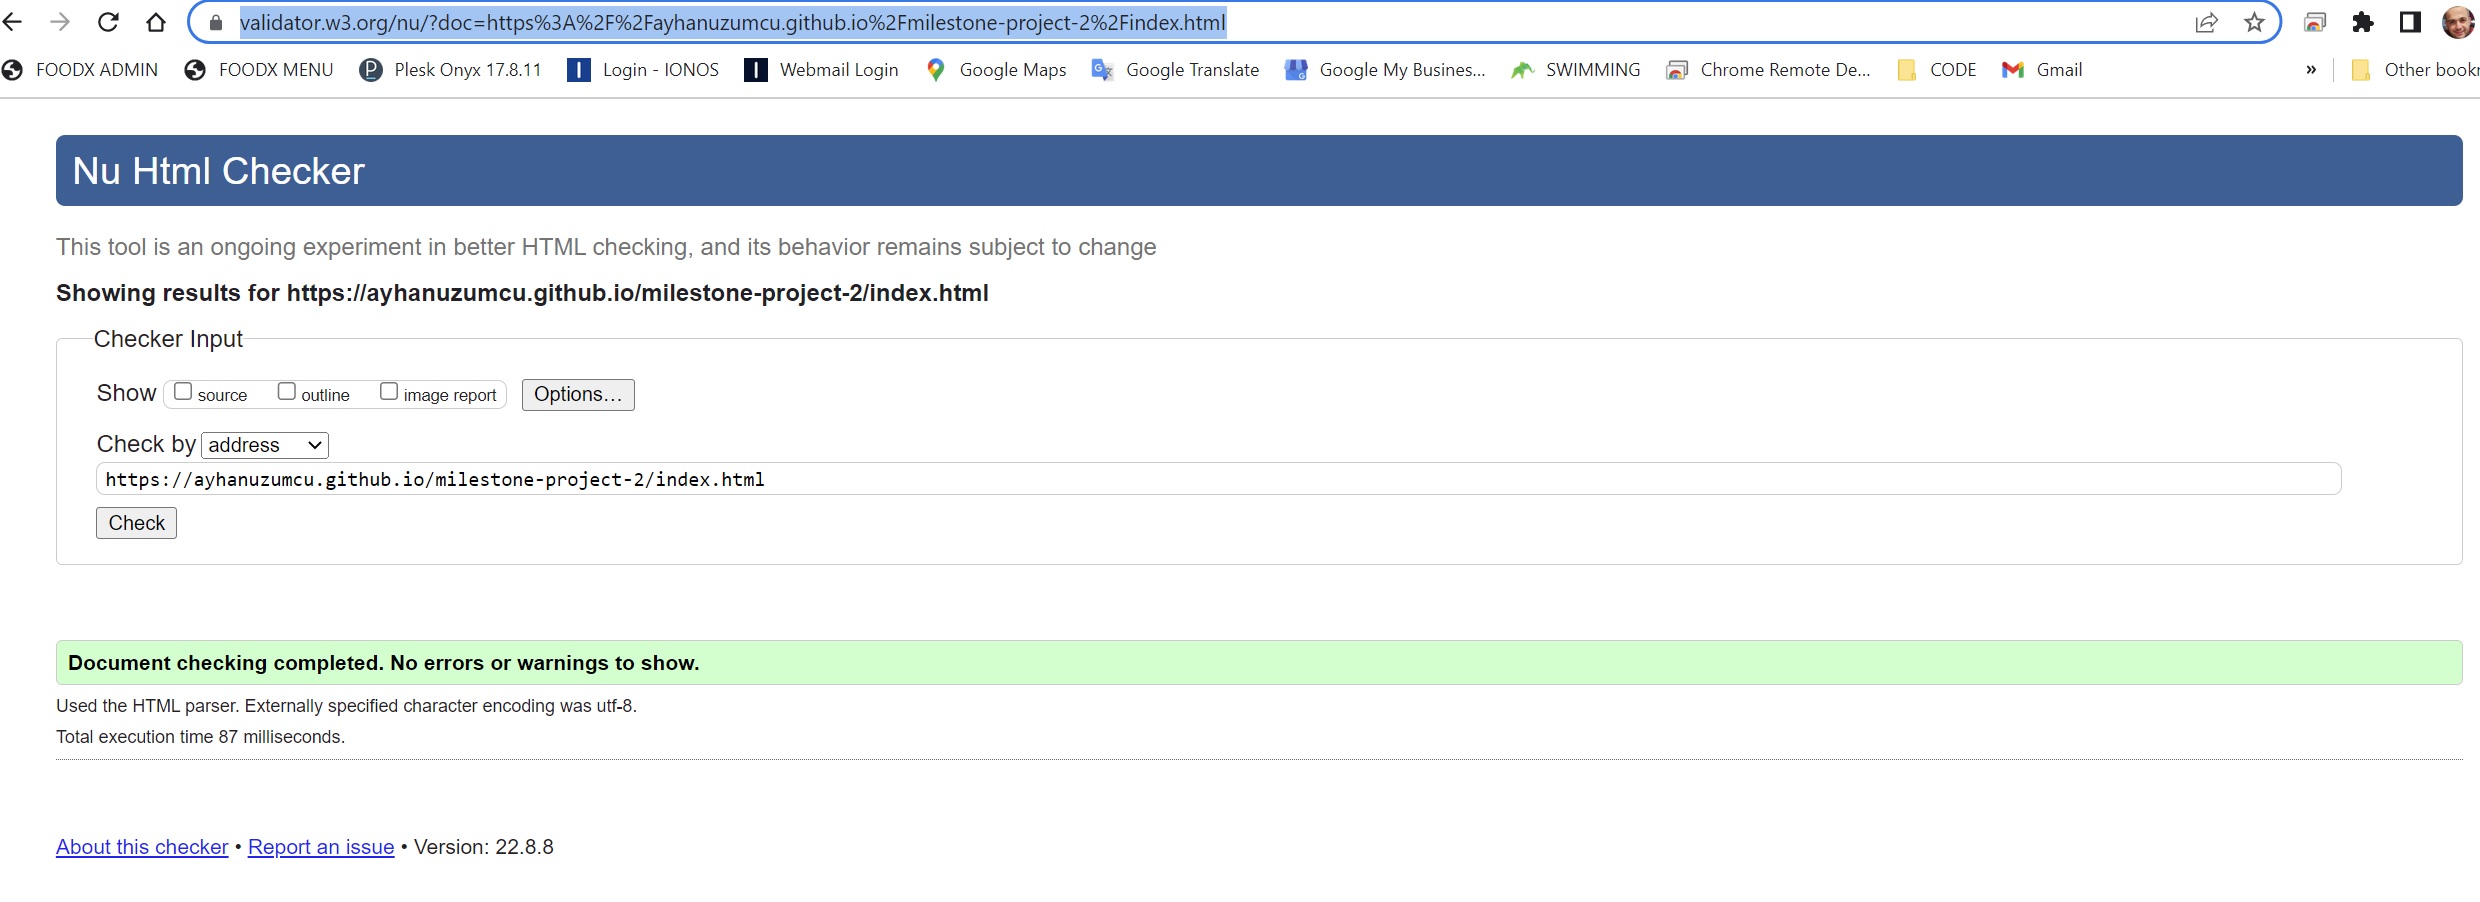 validator.w3.org/nu/?doc=https%3A%2F%2Fayhanuzumcu.github.io%2Fmilestone-project-2%2Findex.html
FOODX ADMIN FOODX MENU Plesk Onyx 17.8.11 Login - IONOS Webmail Login Google Maps Google Translate Google My Busines... SWIMMING Chrome Remote De... CODE Gmail » Other bookr
Nu Html Checker
This tool is an ongoing experiment in better HTML checking, and its behavior remains subject to change
Showing results for https://ayhanuzumcu.github.io/milestone-project-2/index.html
Checker Input
Show source outline image report Options...
Check by address
https://ayhanuzumcu.github.io/milestone-project-2/index.html
Check
Document checking completed. No errors or warnings to show.
Used the HTML parser. Externally specified character encoding was utf-8.
Total execution time 87 milliseconds.
About this checker • Report an issue • Version: 22.8.8